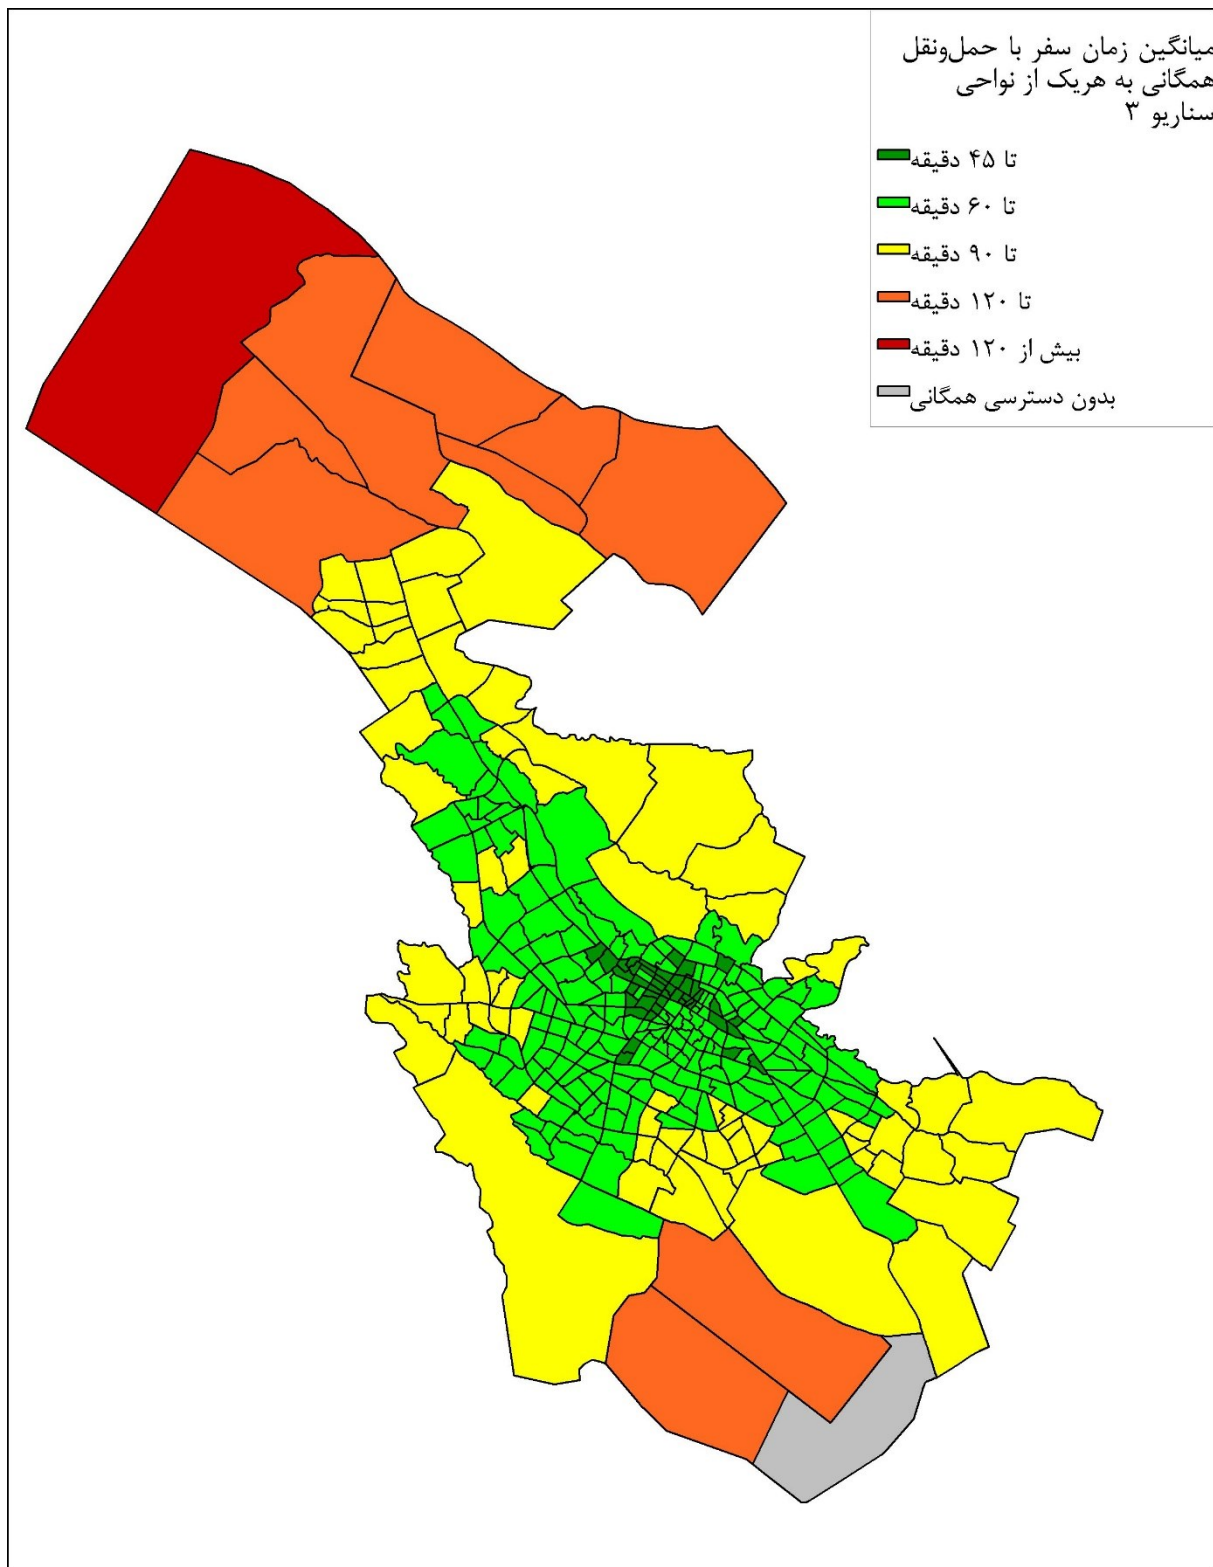 میانگین زمان سفر با حمل‌ونقل
همگانی به هریک از نواحی
سناریو ۳
تا ۴۵ دقیقه
تا ۶۰ دقیقه
تا ۹۰ دقیقه
تا ۱۲۰ دقیقه
بیش از ۱۲۰ دقیقه
بدون دسترسی همگانی